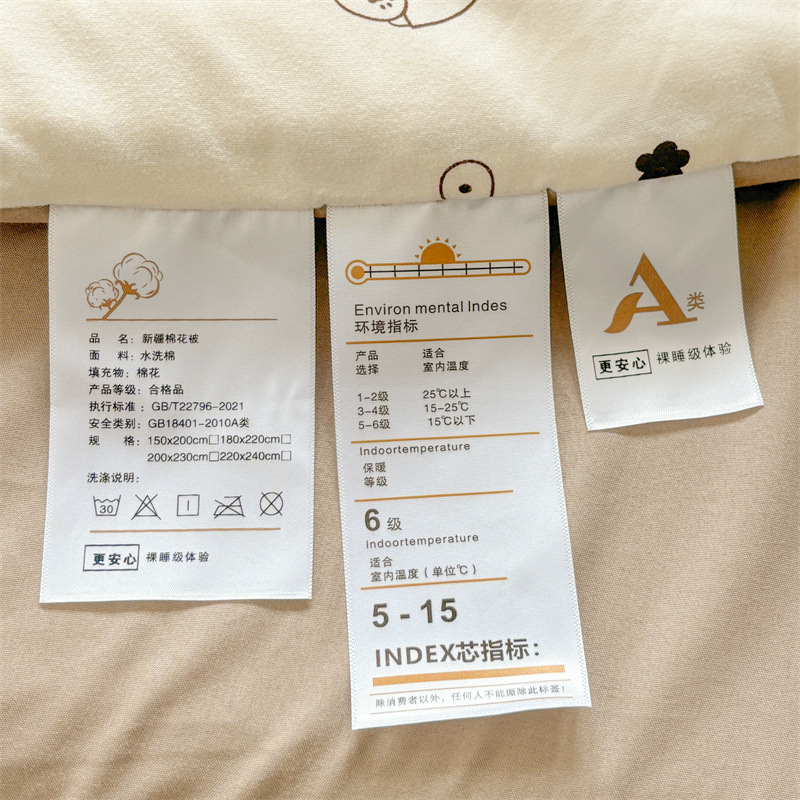 品 名：新疆棉花被
面 料：水洗棉
填充物：棉花
产品等级：合格品
执行标准：GB/T22796-2021
安全类别：GB18401-2010A类
规 格：150x200cm□180x220cm□
200x230cm□220x240cm□
洗涤说明：
30
更安心 裸睡级体验
Environ mental Indes
环境指标
产品 适合
选择 室内温度
1-2级 25℃以上
3-4级 15-25℃
5-6级 15℃以下
Indoortemperature
保暖
等级
6级
Indoortemperature
适合
室内温度（单位℃）
5 - 15
INDEX芯指标：
除消费者以外，任何人不能撕除此标签！
A类
更安心 裸睡级体验